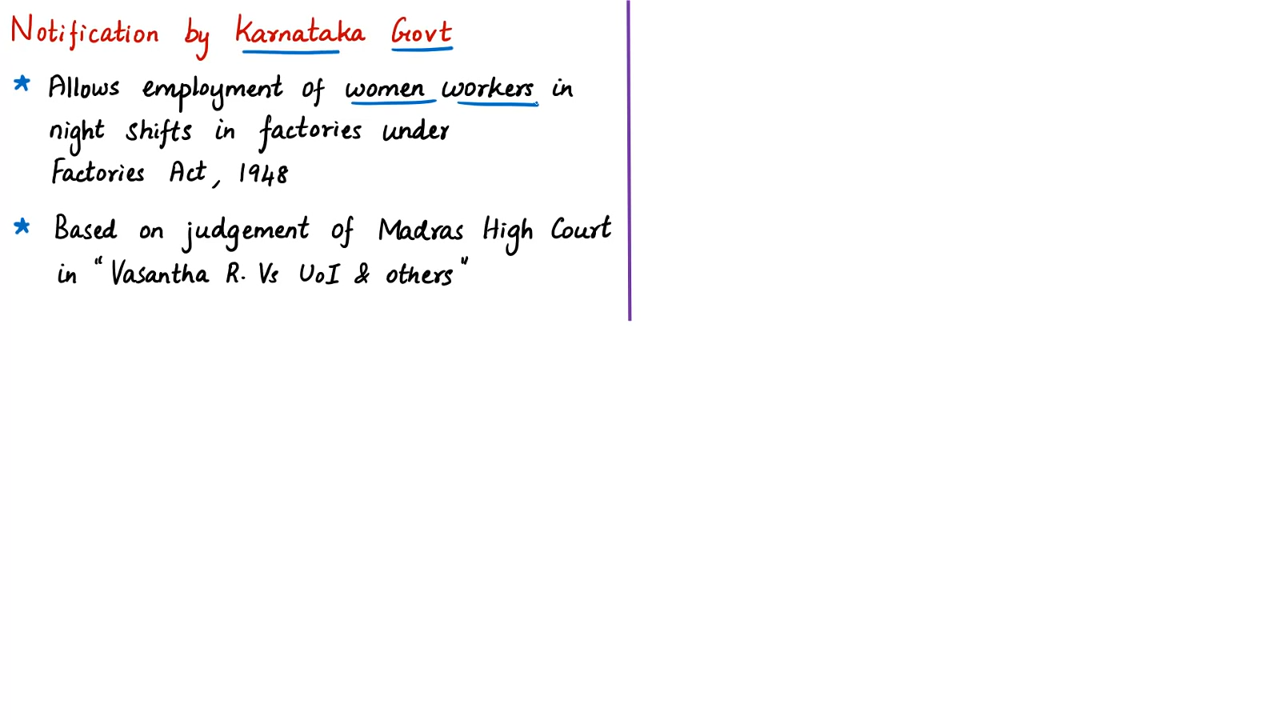 Notification by Karnataka Govt
* Allows employment of women workers in
night shifts in factories under
Factories Act, 1948
* Based on judgement of Madras High Court
in "Vasantha R. Vs UoI & others"